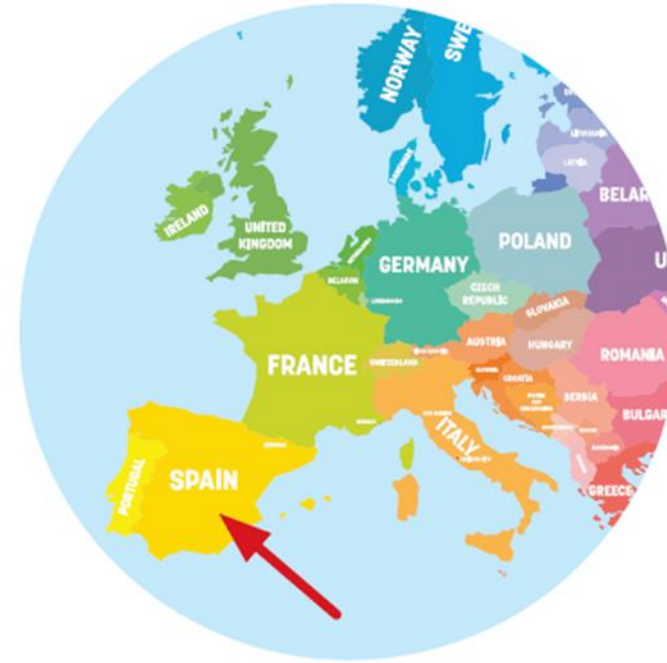 NORWAY
SWE
IRELAND
UNITED
KINGDOM
BELAR
POLAND
GERMANY
CZECH
REPUBLIC
SLOVAKIA
AUSTRIA
HUNGARY
ROMANIA
FRANCE
SWITZERLAND
CROATIA
SERBIA
BULGAR
ITALY
SPAIN
PORTUGAL
GREECE
LATVIA
U